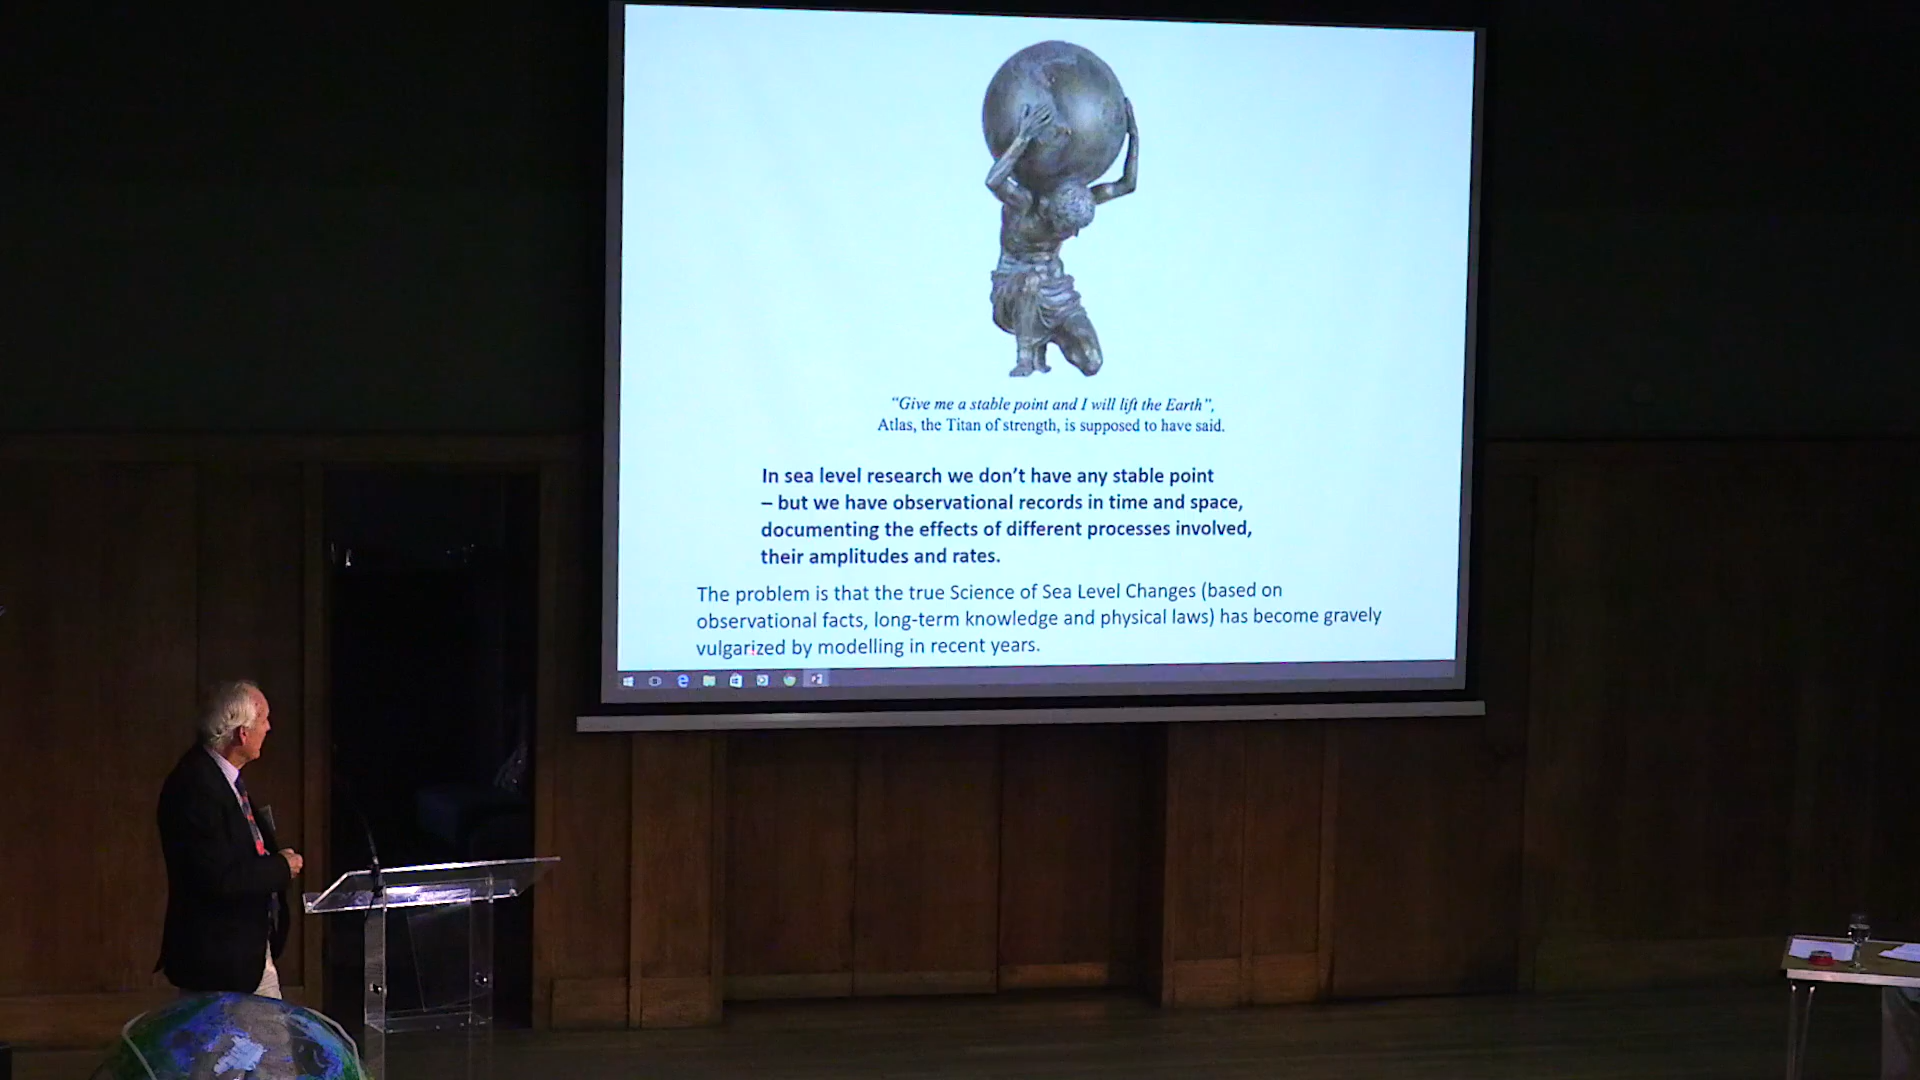 "Give me a stable point and I will lift the Earth",
Atlas, the Titan of strength, is supposed to have said.
In sea level research we don't have any stable point
– but we have observational records in time and space,
documenting the effects of different processes involved,
their amplitudes and rates.
The problem is that the true Science of Sea Level Changes (based on
observational facts, long-term knowledge and physical laws) has become gravely
vulgarized by modelling in recent years.